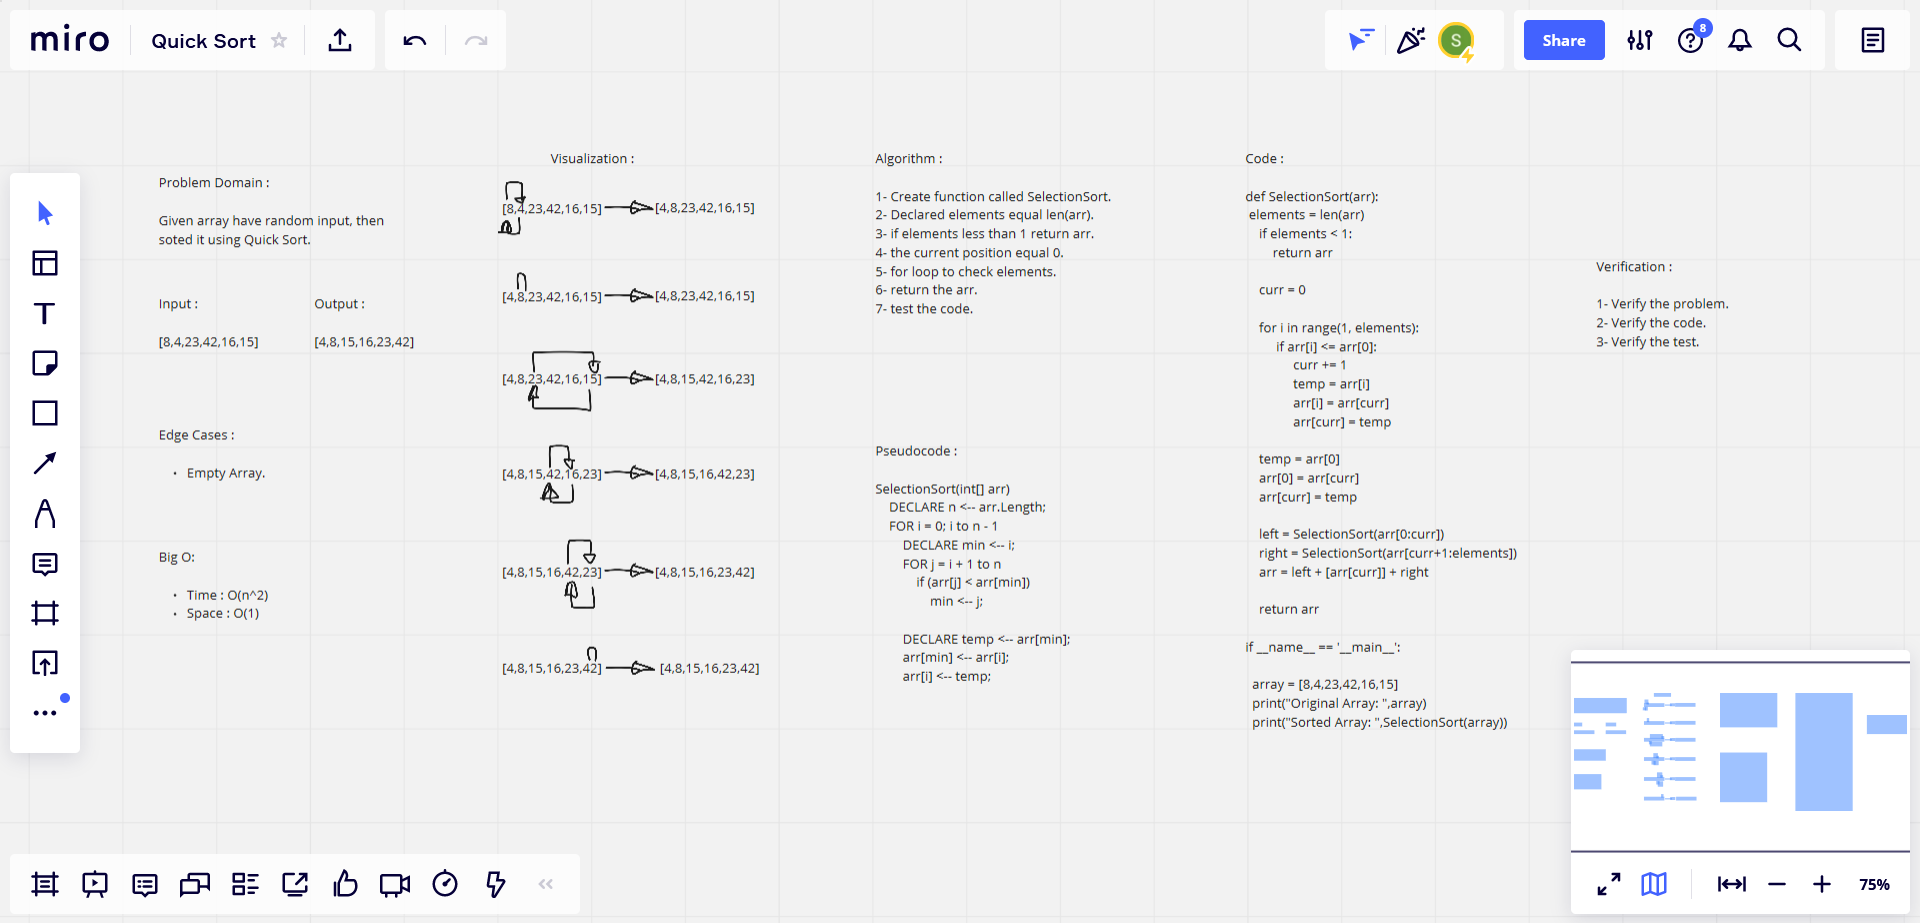 miro
Quick Sort
Share
8
S
Problem Domain :
Given array have random input, then
soted it using Quick Sort.
Input :
[8,4,23,42,16,15]
Output :
[4,8,15,16,23,42]
Edge Cases :
• Empty Array.
Big O:
• Time : O(n^2)
• Space : O(1)
Visualization :
[8,4,23,42,16,15] [4,8,23,42,16,15]
[4,8,23,42,16,15] [4,8,23,42,16,15]
[4,8,23,42,16,15] [4,8,15,42,16,23]
[4,8,15,42,16,23] [4,8,15,16,42,23]
[4,8,15,16,42,23] [4,8,15,16,23,42]
[4,8,15,16,23,42] [4,8,15,16,23,42]
Algorithm :
1- Create function called SelectionSort.
2- Declared elements equal len(arr).
3- if elements less than 1 return arr.
4- the current position equal 0.
5- for loop to check elements.
6- return the arr.
7- test the code.
Pseudocode :
SelectionSort(int[] arr)
DECLARE n <-- arr.Length;
FOR i = 0; i to n - 1
DECLARE min <-- i;
FOR j = i + 1 to n
if (arr[j] < arr[min])
min <-- j;
DECLARE temp <-- arr[min];
arr[min] <-- arr[i];
arr[i] <-- temp;
Code :
def SelectionSort(arr):
elements = len(arr)
if elements < 1:
return arr
curr = 0
for i in range(1, elements):
if arr[i] <= arr[0]:
curr += 1
temp = arr[i]
arr[i] = arr[curr]
arr[curr] = temp
temp = arr[0]
arr[0] = arr[curr]
arr[curr] = temp
left = SelectionSort(arr[0:curr])
right = SelectionSort(arr[curr+1:elements])
arr = left + [arr[curr]] + right
return arr
if __name__ == '__main__':
array = [8,4,23,42,16,15]
print("Original Array: ",array)
print("Sorted Array: ",SelectionSort(array))
Verification :
1- Verify the problem.
2- Verify the code.
3- Verify the test.
75%